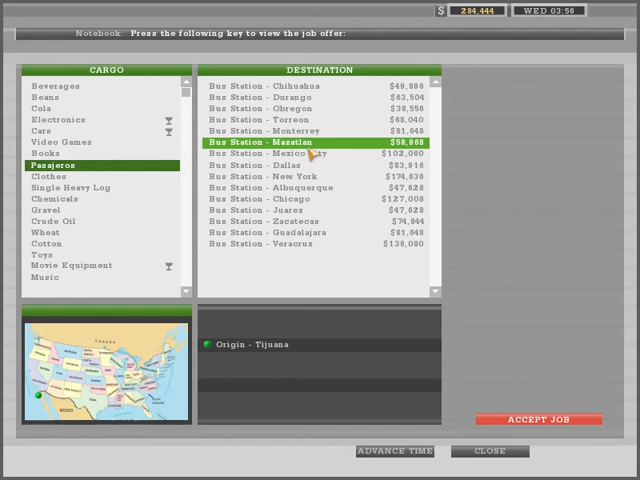 $ 284,444 WED 03:56
Notebook: Press the following key to view the job offer:
CARGO
Beverages
Beans
Cola
Electronics
Cars
Video Games
Books
Pasajeros
Clothes
Single Heavy Log
Chemicals
Gravel
Crude Oil
Wheat
Cotton
Toys
Movie Equipment
Music
DESTINATION
Bus Station - Chihuahua $49,896
Bus Station - Durango $63,504
Bus Station - Obregon $38,556
Bus Station - Torreon $68,040
Bus Station - Monterrey $81,648
Bus Station - Mazatlan $58,968
Bus Station - Mexico City $102,060
Bus Station - Dallas $83,916
Bus Station - New York $174,636
Bus Station - Albuquerque $47,628
Bus Station - Chicago $127,008
Bus Station - Juarez $47,628
Bus Station - Zacatecas $74,844
Bus Station - Guadalajara $81,648
Bus Station - Veracruz $136,080
CANADA
MEXICO
Origin - Tijuana
ACCEPT JOB
ADVANCE TIME CLOSE